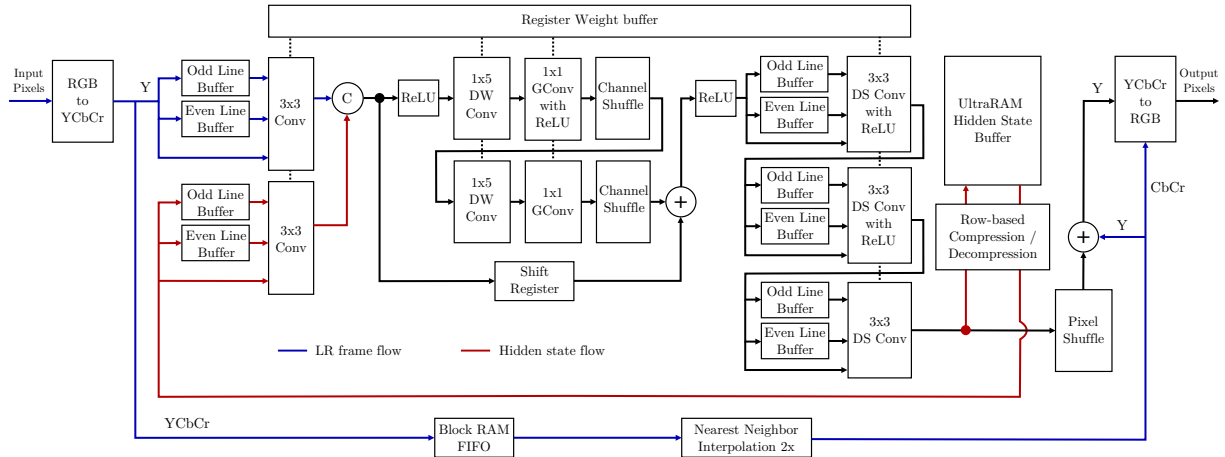 Register Weight buffer
Input
Pixels
RGB
to
YCbCr
Y
Odd Line
Buffer
Even Line
Buffer
3x3
Conv
C
ReLU
1x5
DW
Conv
1x1
GConv
with
ReLU
Channel
Shuffle
ReLU
Odd Line
Buffer
Even Line
Buffer
3x3
DS Conv
with
ReLU
UltraRAM
Hidden State
Buffer
Y
YCbCr
to
RGB
Output
Pixels
Odd Line
Buffer
Even Line
Buffer
3x3
Conv
1x5
DW
Conv
1x1
GConv
Channel
Shuffle
+
Odd Line
Buffer
Even Line
Buffer
3x3
DS Conv
with
ReLU
Row-based
Compression /
Decompression
CbCr
Y
+
Shift
Register
Odd Line
Buffer
Even Line
Buffer
3x3
DS Conv
Pixel
Shuffle
LR frame flow
Hidden state flow
YCbCr
Block RAM
FIFO
Nearest Neighbor
Interpolation 2x